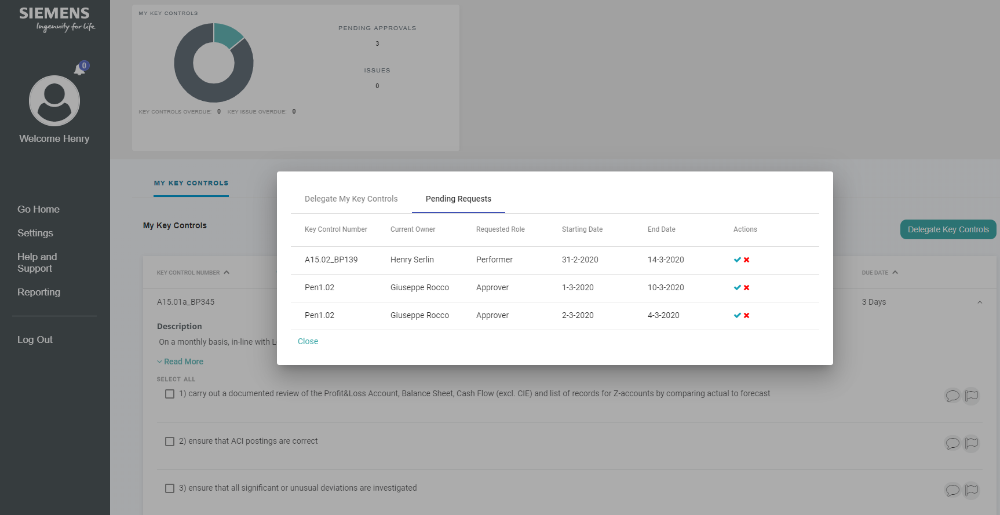 SIEMENS
Ingenuity for life
0
Welcome Henry
Go Home
Settings
Help and
Support
Reporting
Log Out
MY KEY CONTROLS
PENDING APPROVALS
3
ISSUES
0
KEY CONTROLS OVERDUE: 0 KEY ISSUE OVERDUE: 0
MY KEY CONTROLS
My Key Controls
Delegate Key Controls
KEY CONTROL NUMBER
DUE DATE
A15.01a_BP345
3 Days
Description
On a monthly basis, in-line with
Read More
SELECT ALL
1) carry out a documented review of the Profit&Loss Account, Balance Sheet, Cash Flow (excl. CIE) and list of records for Z-accounts by comparing actual to forecast
2) ensure that ACI postings are correct
3) ensure that all significant or unusual deviations are investigated
Delegate My Key Controls Pending Requests
Key Control Number Current Owner Requested Role Starting Date End Date Actions
A15.02_BP139 Henry Serlin Performer 31-2-2020 14-3-2020
Pen1.02 Giuseppe Rocco Approver 1-3-2020 10-3-2020
Pen1.02 Giuseppe Rocco Approver 2-3-2020 4-3-2020
Close